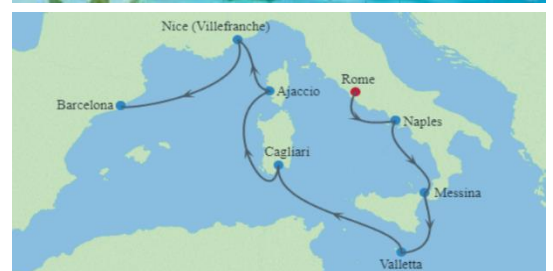 Nice (Villefranche)
Rome
Ajaccio
Barcelona
Naples
Cagliari
Messina
Valletta